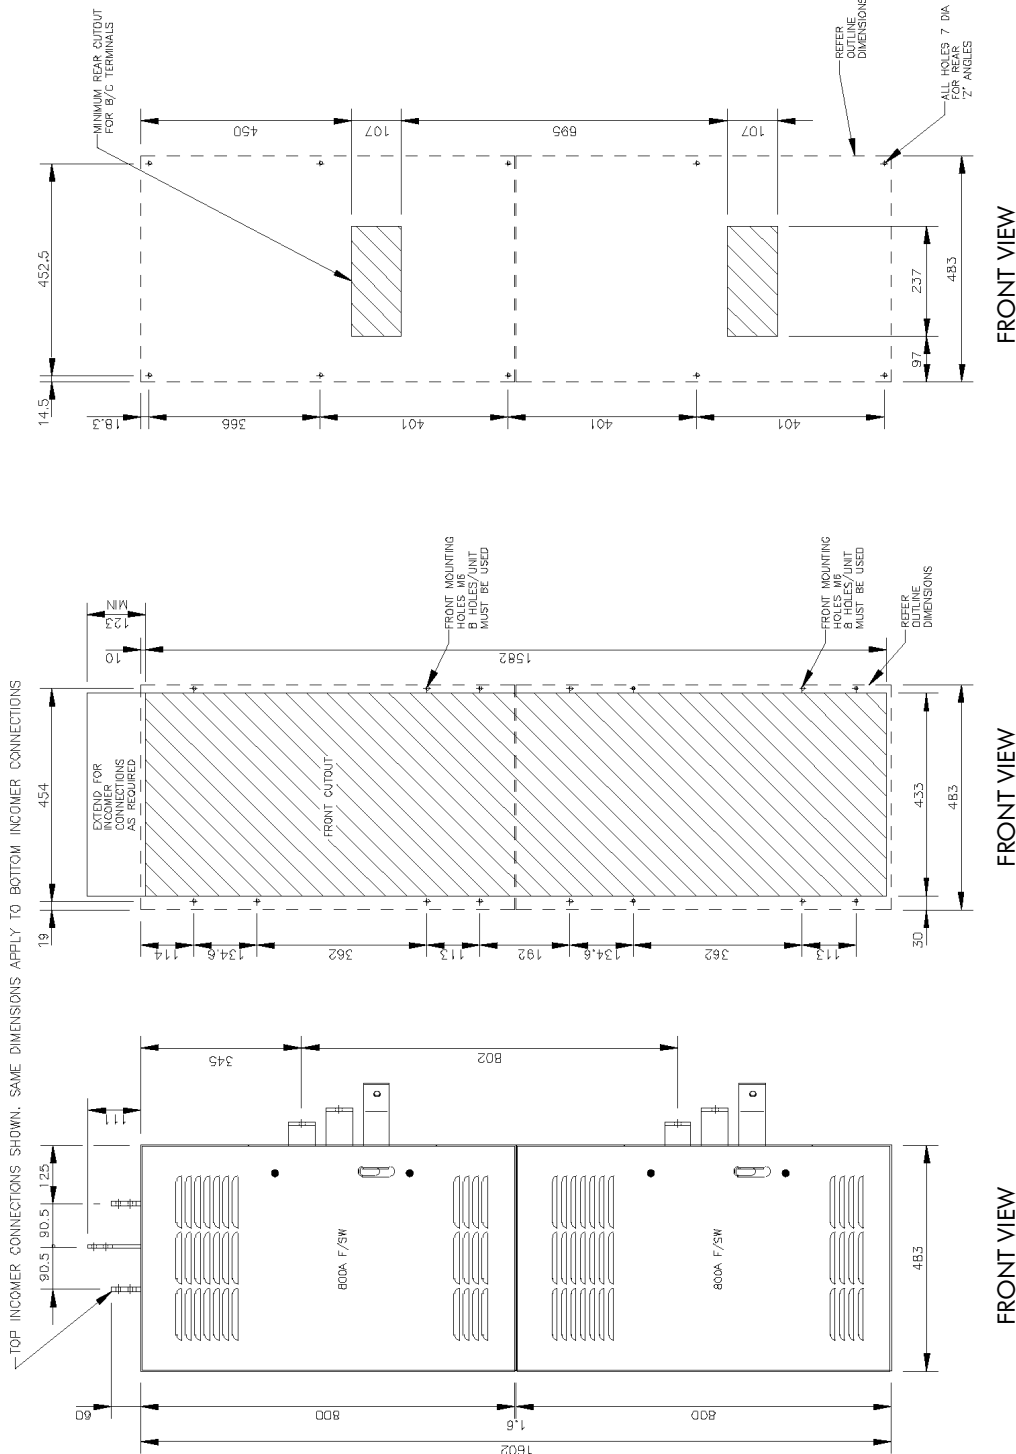 TOP INCOMER CONNECTIONS SHOWN. SAME DIMENSIONS APPLY TO BOTTOM INCOMER CONNECTIONS
90.5
90.5
125
111
60
345
802
800A F/SW
800A F/SW
800
1.6
800
1602
483
FRONT VIEW
19
454
10
123
MIN
EXTEND FOR
INCOMER
CONNECTIONS
AS REQUIRED
FRONT CUTOUT
FRONT MOUNTING
HOLES M6
8 HOLES/UNIT
MUST BE USED
FRONT MOUNTING
HOLES M6
8 HOLES/UNIT
MUST BE USED
REFER
OUTLINE
DIMENSIONS
1582
114
134.6
362
113
192
134.6
362
113
30
433
483
FRONT VIEW
14.5
452.5
MINIMUM REAR CUTOUT
FOR B/C TERMINALS
450
107
695
107
REFER
OUTLINE
DIMENSIONS
ALL HOLES 7 DIA
FOR REAR
'Z' ANGLES
18.3
366
401
401
401
97
237
483
FRONT VIEW